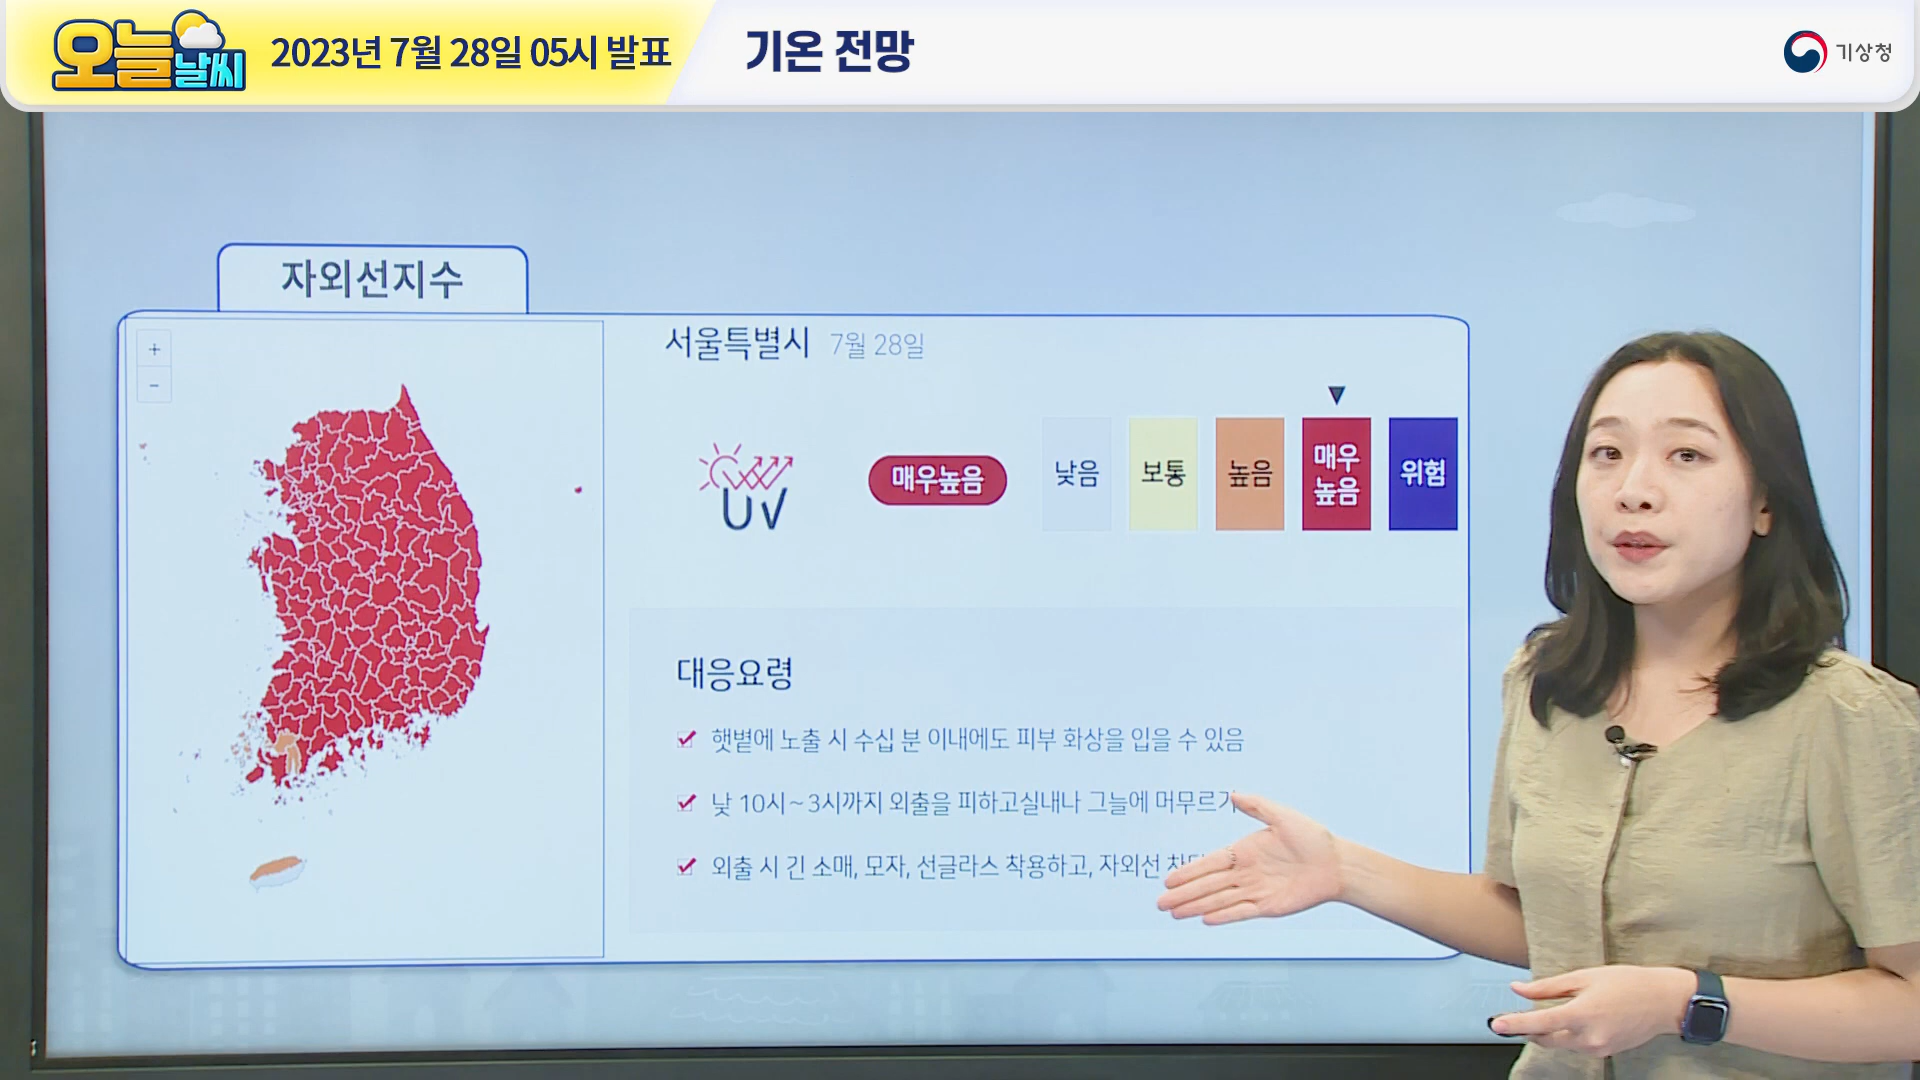 오늘날씨
2023년 7월 28일 05시 발표
기온 전망
기상청
자외선지수
+
-
서울특별시 7월 28일
UV
매우높음
낮음
보통
높음
매우
높음
위험
대응요령
햇볕에 노출 시 수십 분 이내에도 피부 화상을 입을 수 있음
낮 10시~3시까지 외출을 피하고실내나 그늘에
외출 시 긴 소매, 모자, 선글라스 착용하고, 자외선